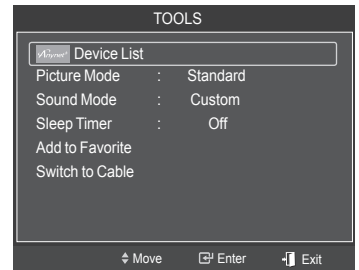 TOOLS
Anynet+ Device List
Picture Mode : Standard
Sound Mode : Custom
Sleep Timer : Off
Add to Favorite
Switch to Cable
Move Enter Exit